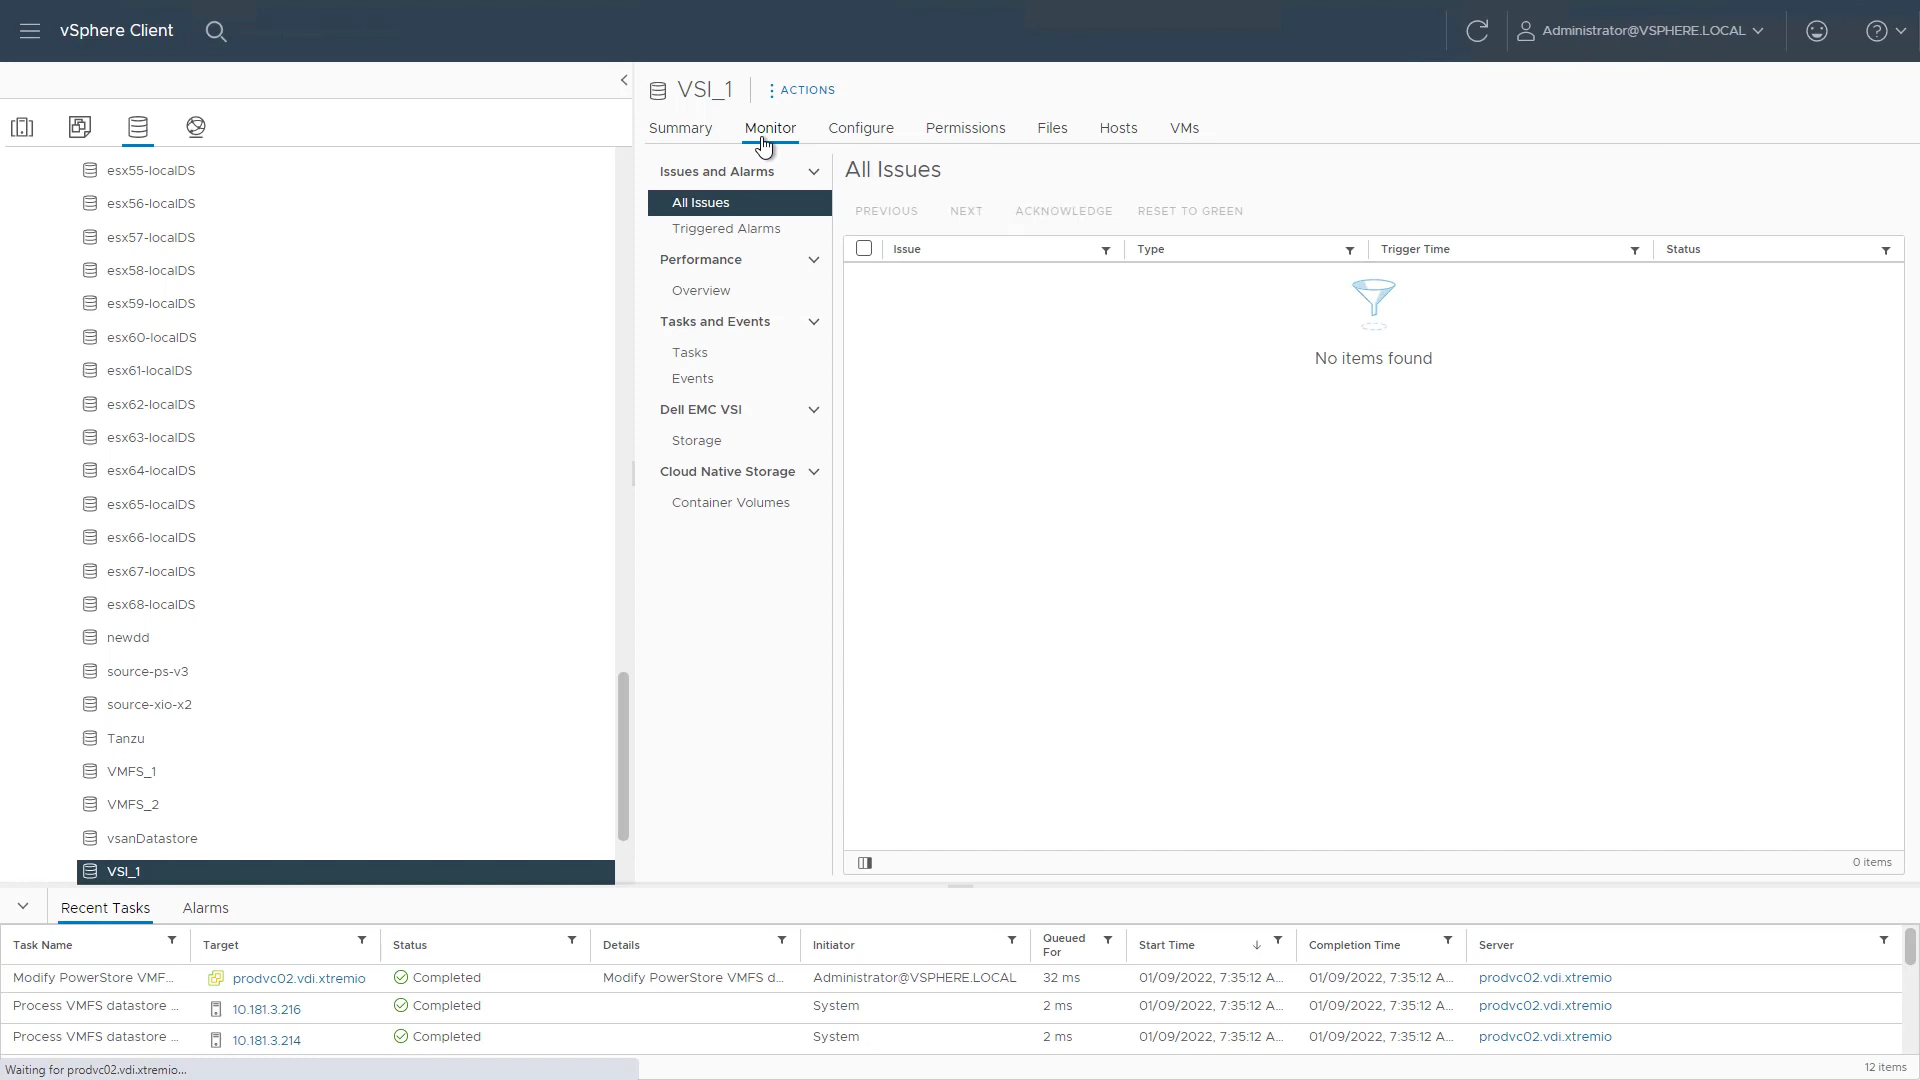 vSphere Client
Administrator@VSPHERE.LOCAL
VSI_1
ACTIONS
Summary
Monitor
Configure
Permissions
Files
Hosts
VMs
esx55-localDS
esx56-localDS
esx57-localDS
esx58-localDS
esx59-localDS
esx60-localDS
esx61-localDS
esx62-localDS
esx63-localDS
esx64-localDS
esx65-localDS
esx66-localDS
esx67-localDS
esx68-localDS
newdd
source-ps-v3
source-xio-x2
Tanzu
VMFS_1
VMFS_2
vsanDatastore
VSI_1
Issues and Alarms
All Issues
Triggered Alarms
Performance
Overview
Tasks and Events
Tasks
Events
Dell EMC VSI
Storage
Cloud Native Storage
Container Volumes
All Issues
PREVIOUS NEXT ACKNOWLEDGE RESET TO GREEN
Issue Type Trigger Time Status
No items found
0 items
Recent Tasks Alarms
Task Name Target Status Details Initiator Queued For Start Time Completion Time Server
Modify PowerStore VMF... prodvc02.vdi.xtremio Completed Modify PowerStore VMFS d... Administrator@VSPHERE.LOCAL 32 ms 01/09/2022, 7:35:12 A... 01/09/2022, 7:35:12 A... prodvc02.vdi.xtremio
Process VMFS datastore ... 10.181.3.216 Completed System 2 ms 01/09/2022, 7:35:12 A... 01/09/2022, 7:35:12 A... prodvc02.vdi.xtremio
Process VMFS datastore ... 10.181.3.214 Completed System 2 ms 01/09/2022, 7:35:12 A... 01/09/2022, 7:35:12 A... prodvc02.vdi.xtremio
Waiting for prodvc02.vdi.xtremio...
12 items